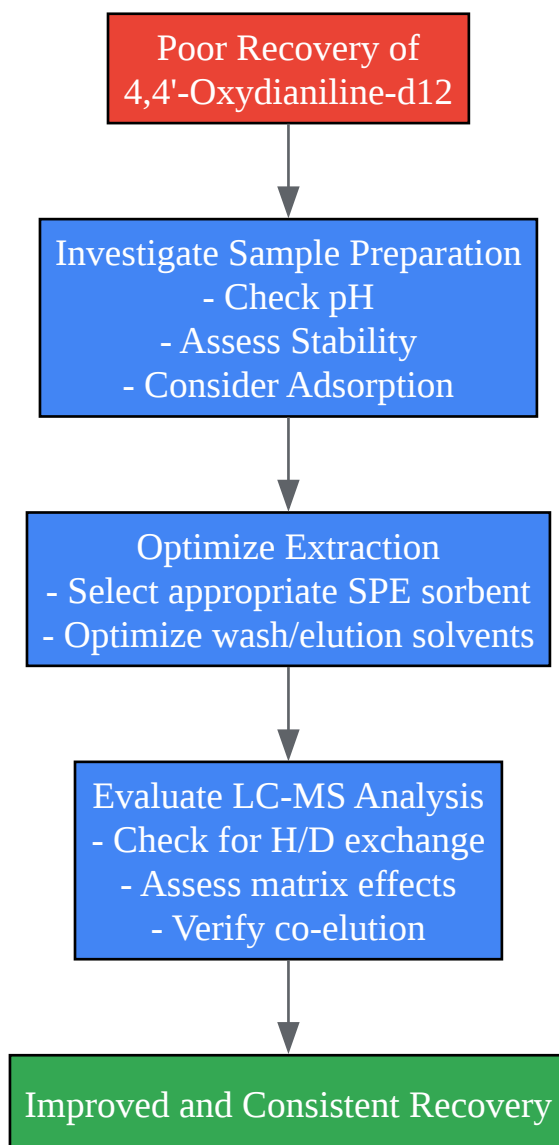 Poor Recovery of
4,4'-Oxydianiline-d12
Investigate Sample Preparation
- Check pH
- Assess Stability
- Consider Adsorption
Optimize Extraction
- Select appropriate SPE sorbent
- Optimize wash/elution solvents
Evaluate LC-MS Analysis
- Check for H/D exchange
- Assess matrix effects
- Verify co-elution
Improved and Consistent Recovery